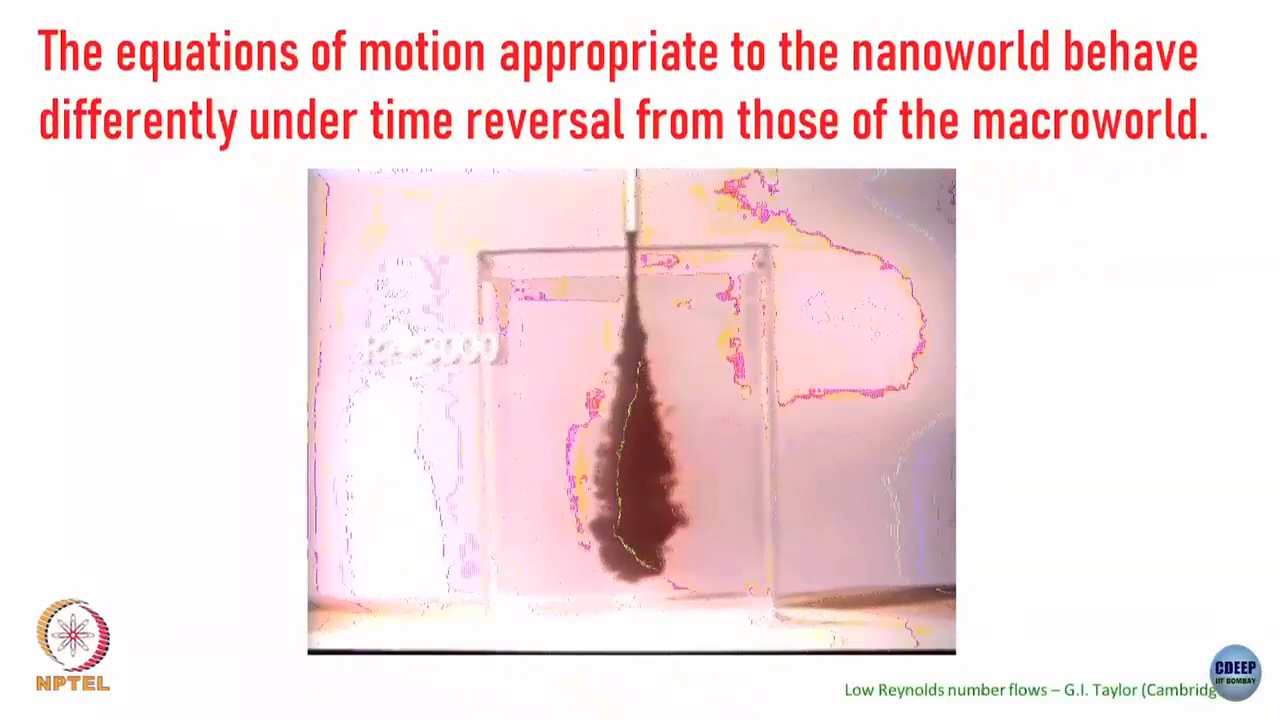 The equations of motion appropriate to the nanoworld behave
differently under time reversal from those of the macroworld.
NPTEL
CDEEP
IIT BOMBAY
Low Reynolds number flows – G.I. Taylor (Cambridg